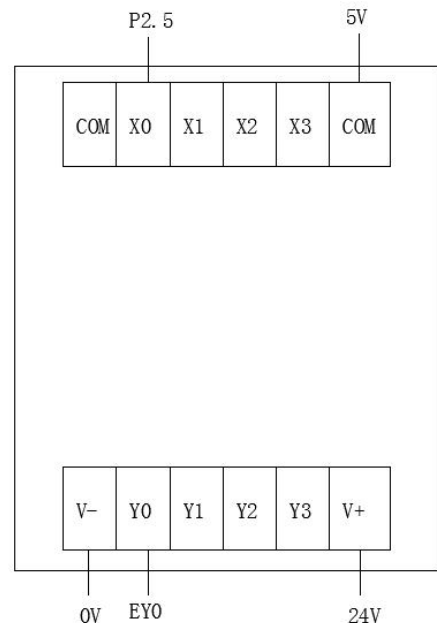 P2.5 5V
COM X0 X1 X2 X3 COM
V- Y0 Y1 Y2 Y3 V+
0V EY0 24V